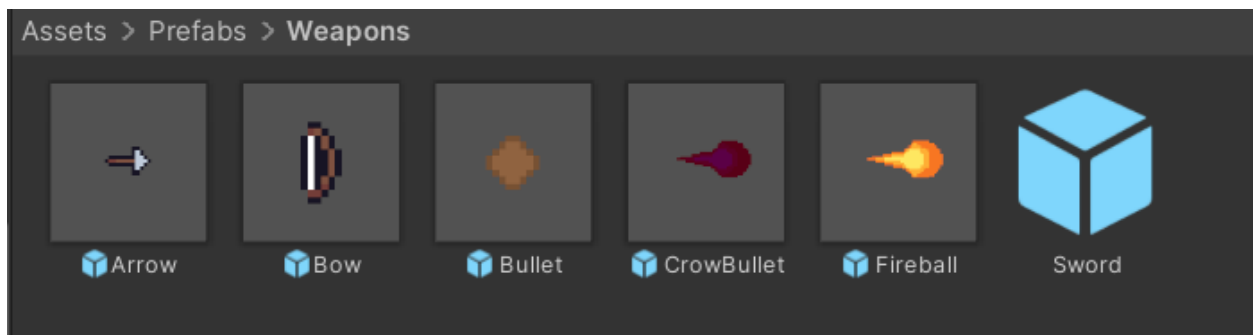 Assets > Prefabs > Weapons
Arrow Bow Bullet CrowBullet Fireball Sword